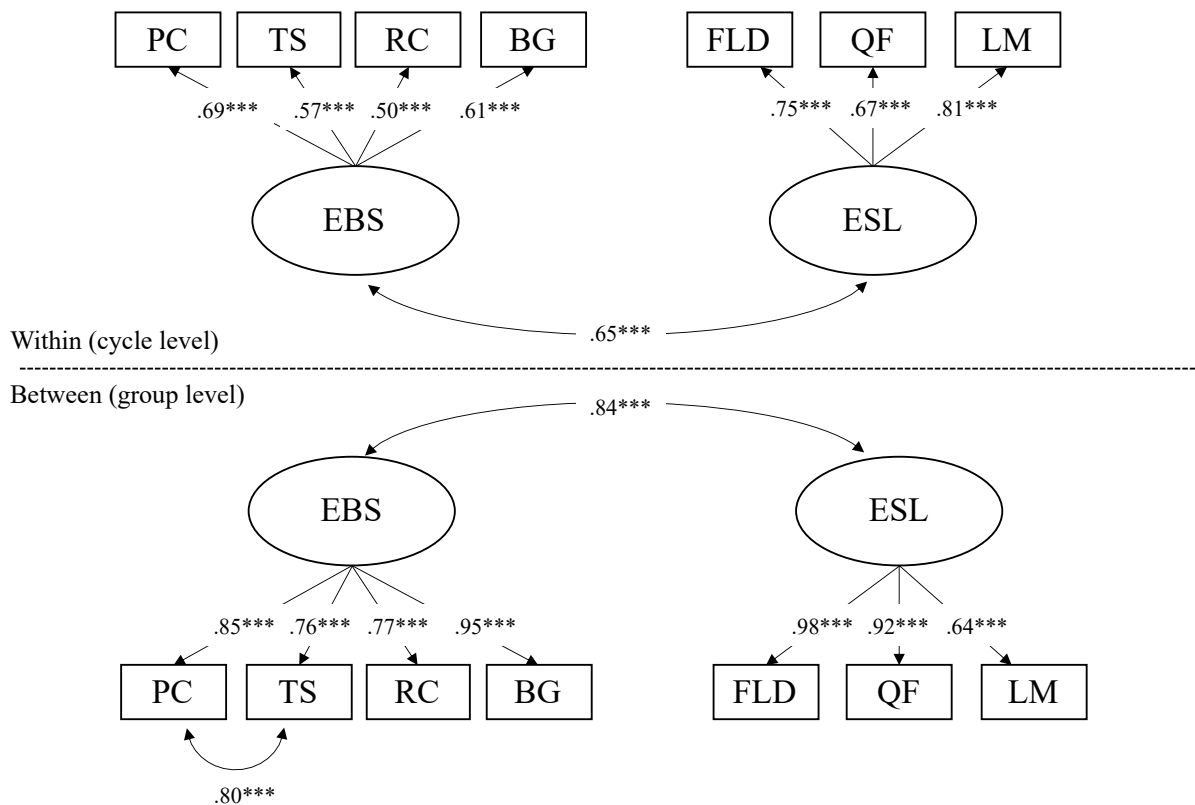 PC TS RC BG FLD QF LM
.69*** .57*** .50*** .61*** .75*** .67*** .81***
EBS ESL
.65***
Within (cycle level)
Between (group level)
.84***
EBS ESL
.85*** .76*** .77*** .95*** .98*** .92*** .64***
PC TS RC BG FLD QF LM
.80***